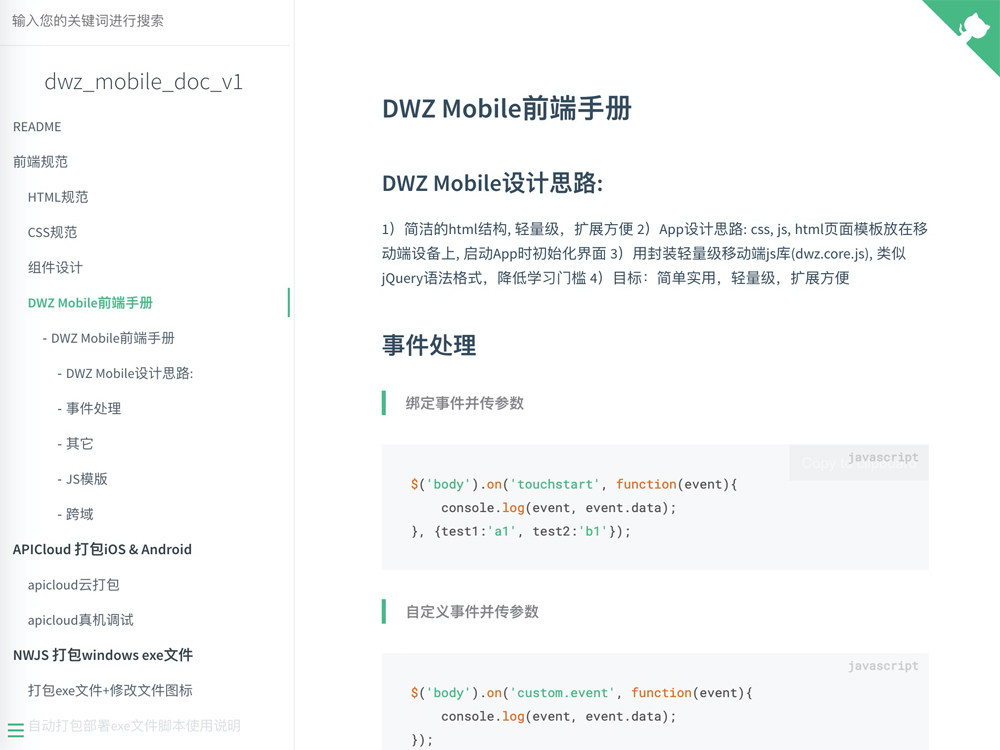 输入您的关键词进行搜索
dwz_mobile_doc_v1
README
前端规范
HTML规范
CSS规范
组件设计
DWZ Mobile前端手册
- DWZ Mobile前端手册
- DWZ Mobile设计思路:
- 事件处理
- 其它
- JS模版
- 跨域
APICloud 打包iOS & Android
apicloud云打包
apicloud真机调试
NWJS 打包windows exe文件
打包exe文件+修改文件图标
自动打包部署exe文件脚本使用说明
DWZ Mobile前端手册
DWZ Mobile设计思路:
1）简洁的html结构, 轻量级，扩展方便 2）App设计思路: css, js, html页面模板放在移
动端设备上, 启动App时初始化界面 3）用封装轻量级移动端js库(dwz.core.js), 类似
jQuery语法格式，降低学习门槛 4）目标：简单实用，轻量级，扩展方便
事件处理
绑定事件并传参数
javascript
Copy to clipboard
$('body').on('touchstart', function(event){
console.log(event, event.data);
}, {test1:'a1', test2:'b1'});
自定义事件并传参数
javascript
$('body').on('custom.event', function(event){
console.log(event, event.data);
});